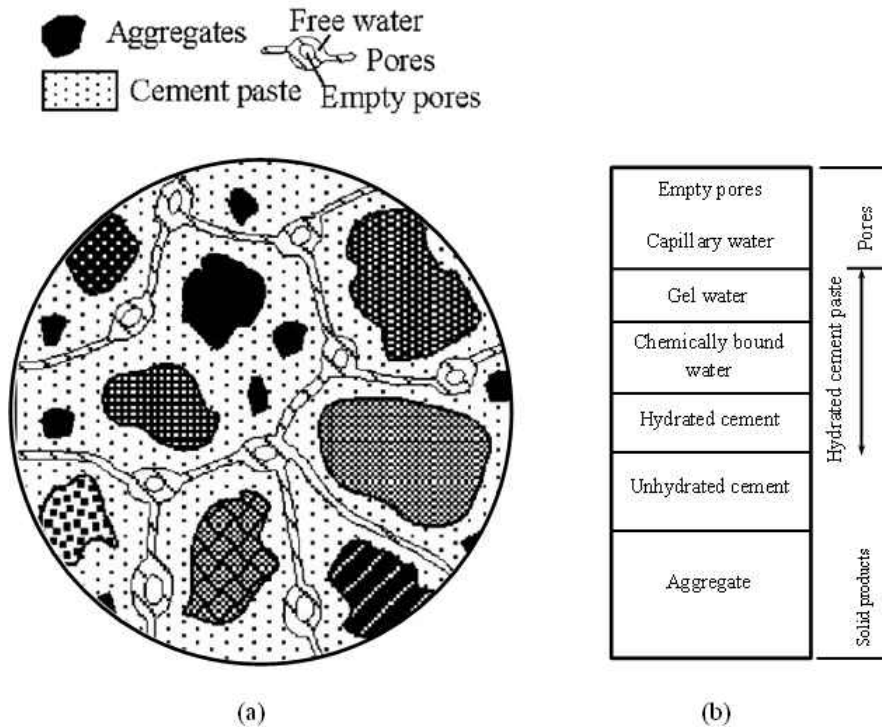 Free water
Aggregates
Pores
Cement paste
Empty pores
Empty pores
Capillary water
Gel water
Chemically bound
water
Hydrated cement
Unhydrated cement
Aggregate
Pores
Hydrated cement paste
Solid products
(a)
(b)